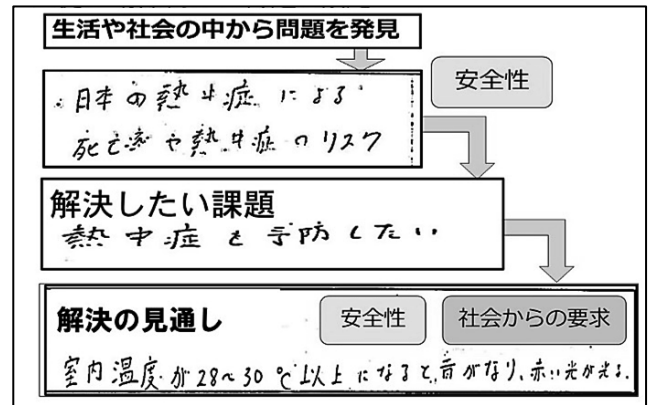 生活や社会の中から問題を発見
・日本の熱中症による
死亡率や熱中症のリスク
安全性
解決したい課題
熱中症を予防したい
解決の見通し
安全性
社会からの要求
室内温度が28~30℃以上になると、音がなり、赤い光が光る。